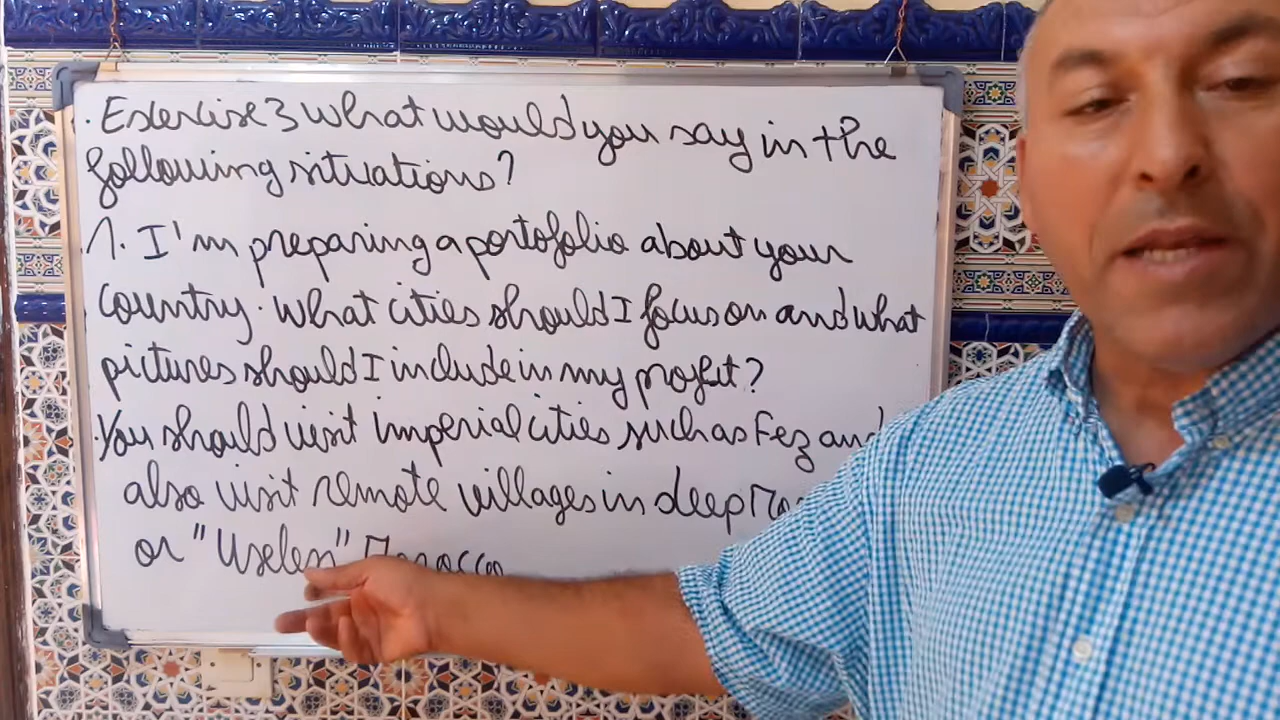 . Exercise 3 what would you say in the
following situations?
1. I'm preparing a portofolio about your
country. What cities should I focus on and what
pictures should I include in my
. You should visit imperial cities such as Fez and
also visit remote villages in deep
or "" Morocco